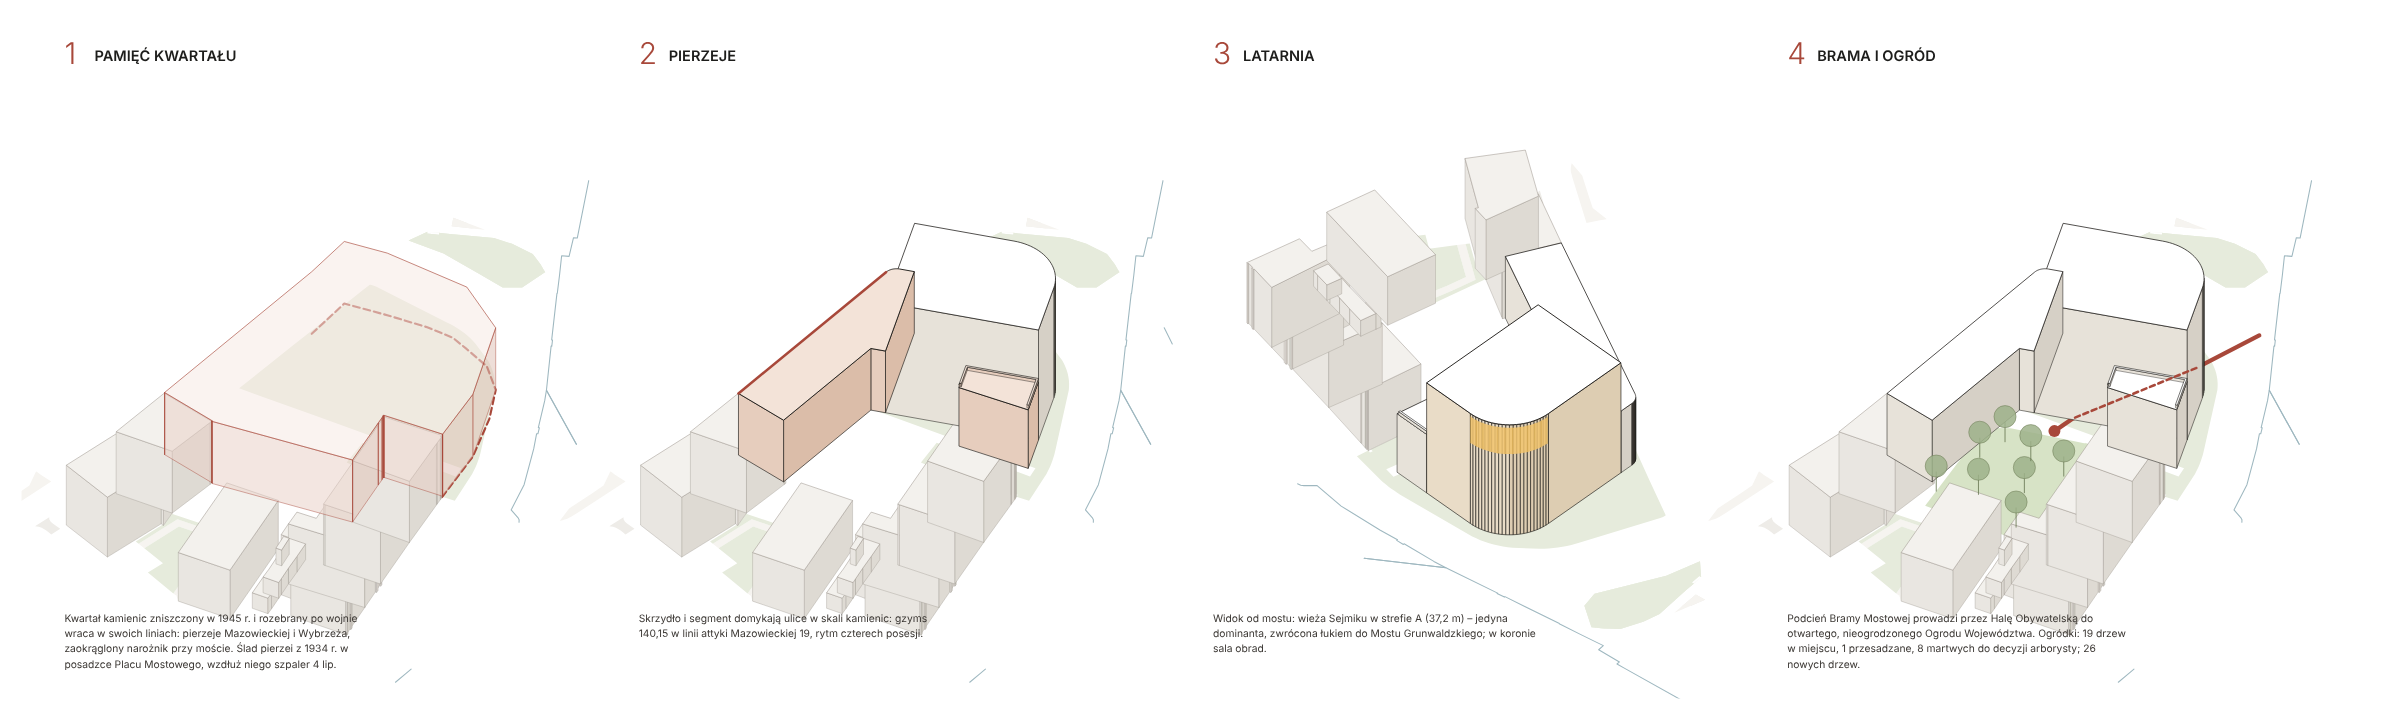 1 PAMIĘĆ KWARTAŁU
Kwartał kamienic zniszczony w 1945 r. i rozebrany po wojnie
wraca w swoich liniach: pierzeje Mazowieckiej i Wybrzeża,
zaokrąglony narożnik przy moście. Ślad pierzei z 1934 r. w
posadzce Placu Mostowego, wzdłuż niego szpaler 4 lip.
2 PIERZEJE
Skrzydło i segment domykają ulice w skali kamienic: gzyms
140,15 w linii attyki Mazowieckiej 19, rytm czterech posesji.
3 LATARNIA
Widok od mostu: wieża Sejmiku w strefie A (37,2 m) – jedyna
dominanta, zwrócona łukiem do Mostu Grunwaldzkiego; w koronie
sala obrad.
4 BRAMA I OGRÓD
Podcień Bramy Mostowej prowadzi przez Halę Obywatelską do
otwartego, nieogrodzonego Ogrodu Województwa. Ogródki: 19 drzew
w miejscu, 1 przesadzane, 8 martwych do decyzji arborysty; 26
nowych drzew.